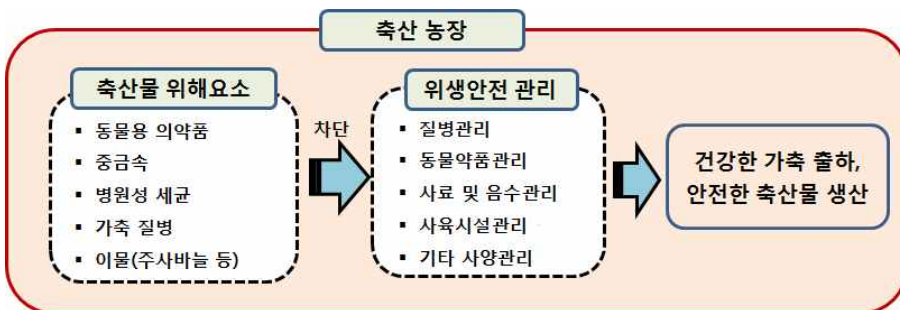 축산 농장
축산물 위해요소
▪ 동물용 의약품
▪ 중금속
▪ 병원성 세균
▪ 가축 질병
▪ 이물(주사바늘 등)
차단
위생안전 관리
▪ 질병관리
▪ 동물약품관리
▪ 사료 및 음수관리
▪ 사육시설관리
▪ 기타 사양관리
건강한 가축 출하,
안전한 축산물 생산